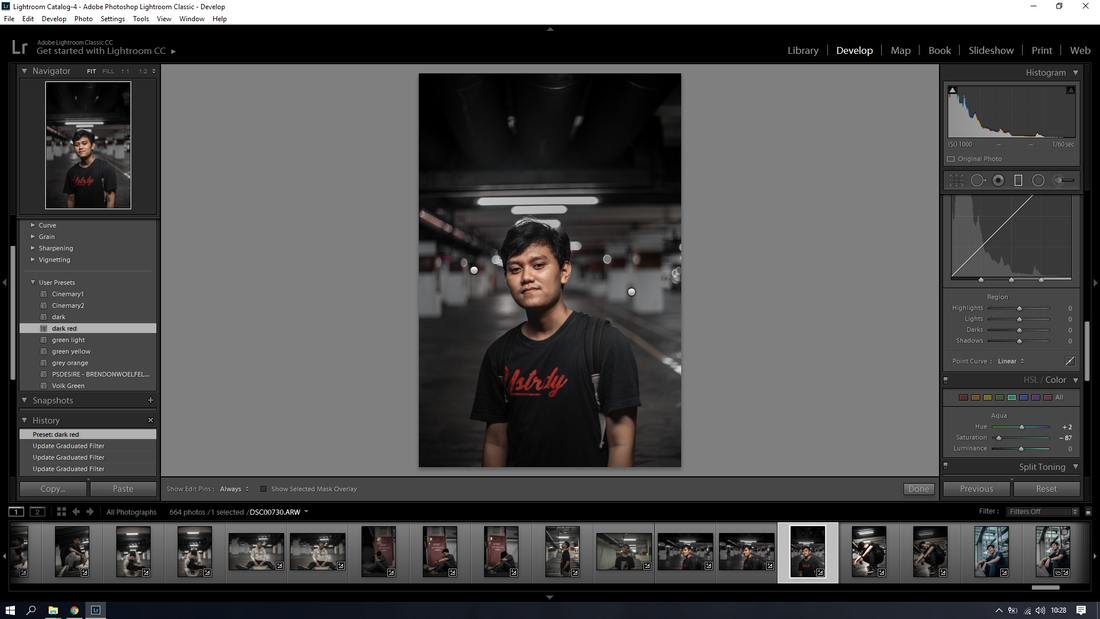 Lightroom Catalog-4 - Adobe Photoshop Lightroom Classic - Develop
File Edit Develop Photo Settings Tools View Window Help
Lr
Adobe Lightroom Classic CC
Get started with Lightroom CC
Library Develop Map Book Slideshow Print Web
Navigator FIT FILL 1:1 1:2
Histogram
ISO 1000 – – 1/60 sec
Original Photo
Curve
Grain
Sharpening
Vignetting
User Presets
Cinemary1
Cinemary2
dark
dark red
green light
green yellow
grey orange
PSDESIRE - BRENDONWOELFEL...
Volk Green
Snapshots
History
Preset: dark red
Update Graduated Filter
Update Graduated Filter
Update Graduated Filter
Copy... Paste
Region
Highlights 0
Lights 0
Darks 0
Shadows 0
Point Curve : Linear
HSL / Color
All
Aqua
Hue + 2
Saturation – 87
Luminance 0
Split Toning
Previous Reset
Show Edit Pins : Always Show Selected Mask Overlay Done
1 2 All Photographs 664 photos / 1 selected / DSC00730.ARW Filter : Filters Off
10:28